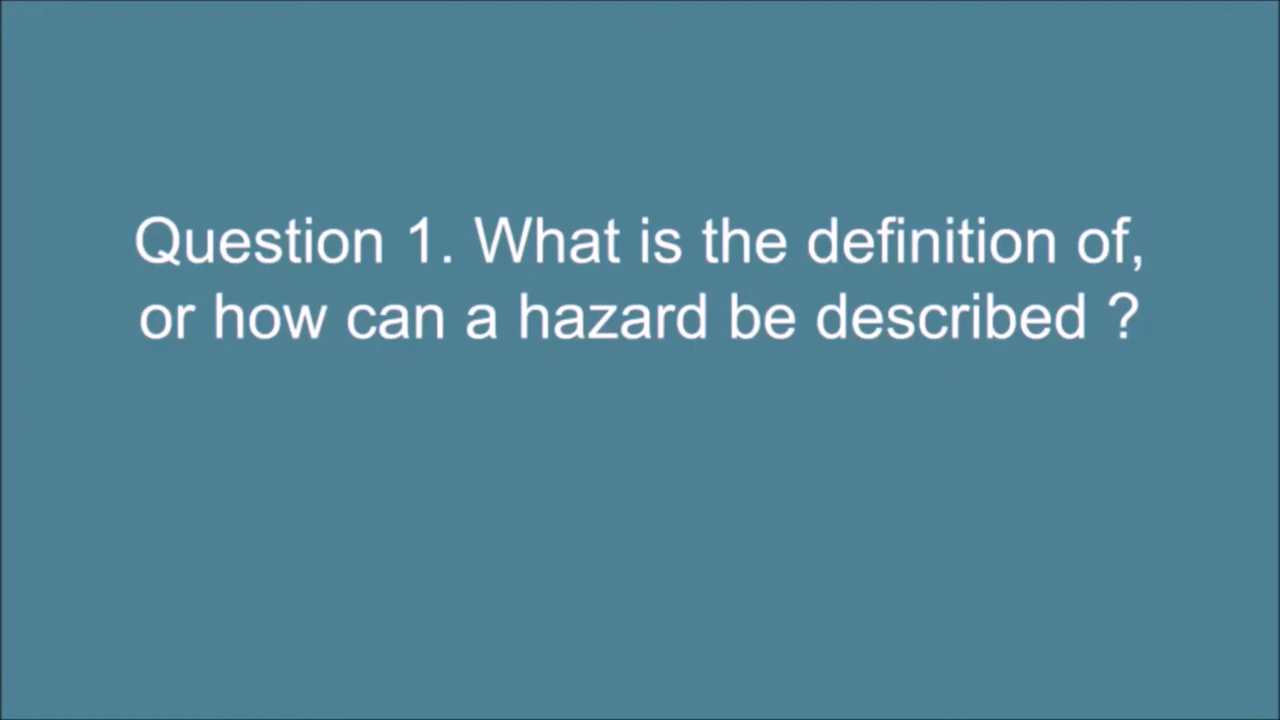 Question 1. What is the definition of,
or how can a hazard be described ?